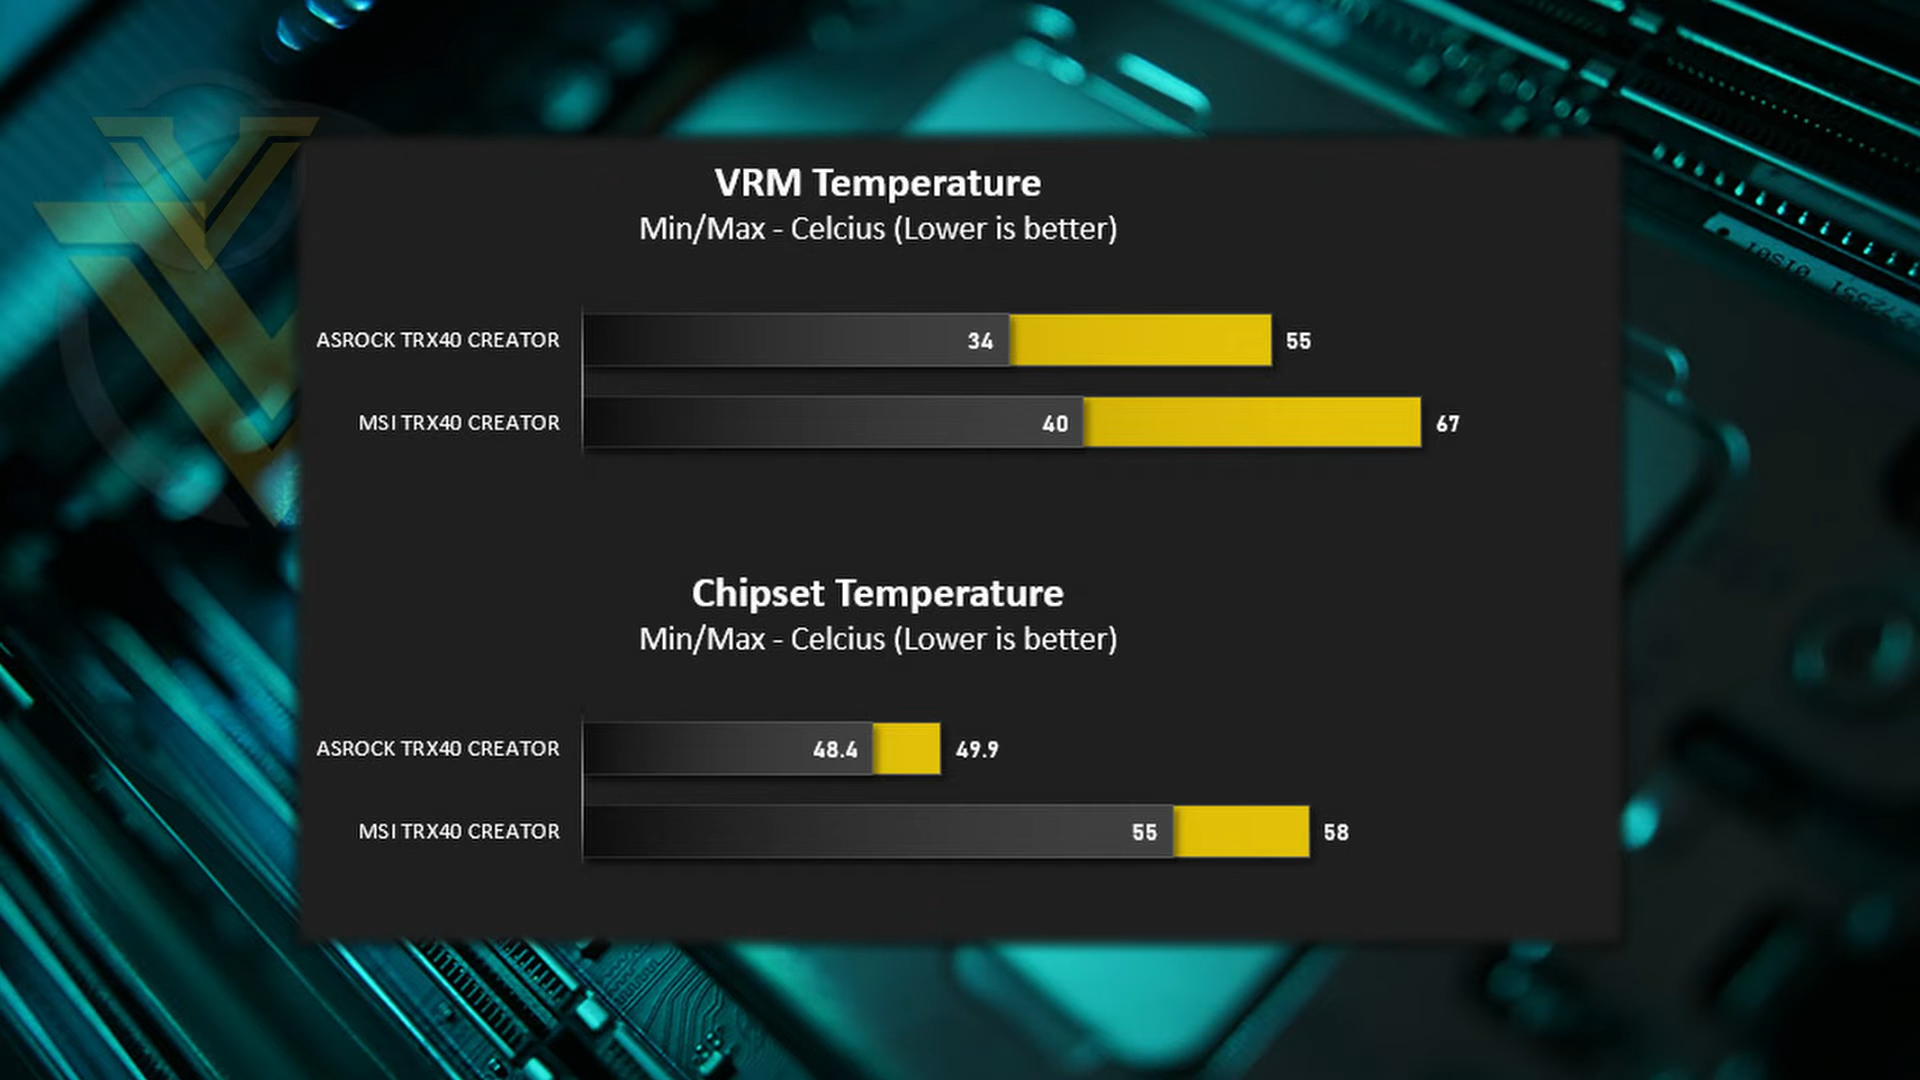 VRM Temperature
Min/Max - Celcius (Lower is better)
ASROCK TRX40 CREATOR 34 55
MSI TRX40 CREATOR 40 67
Chipset Temperature
Min/Max - Celcius (Lower is better)
ASROCK TRX40 CREATOR 48.4 49.9
MSI TRX40 CREATOR 55 58